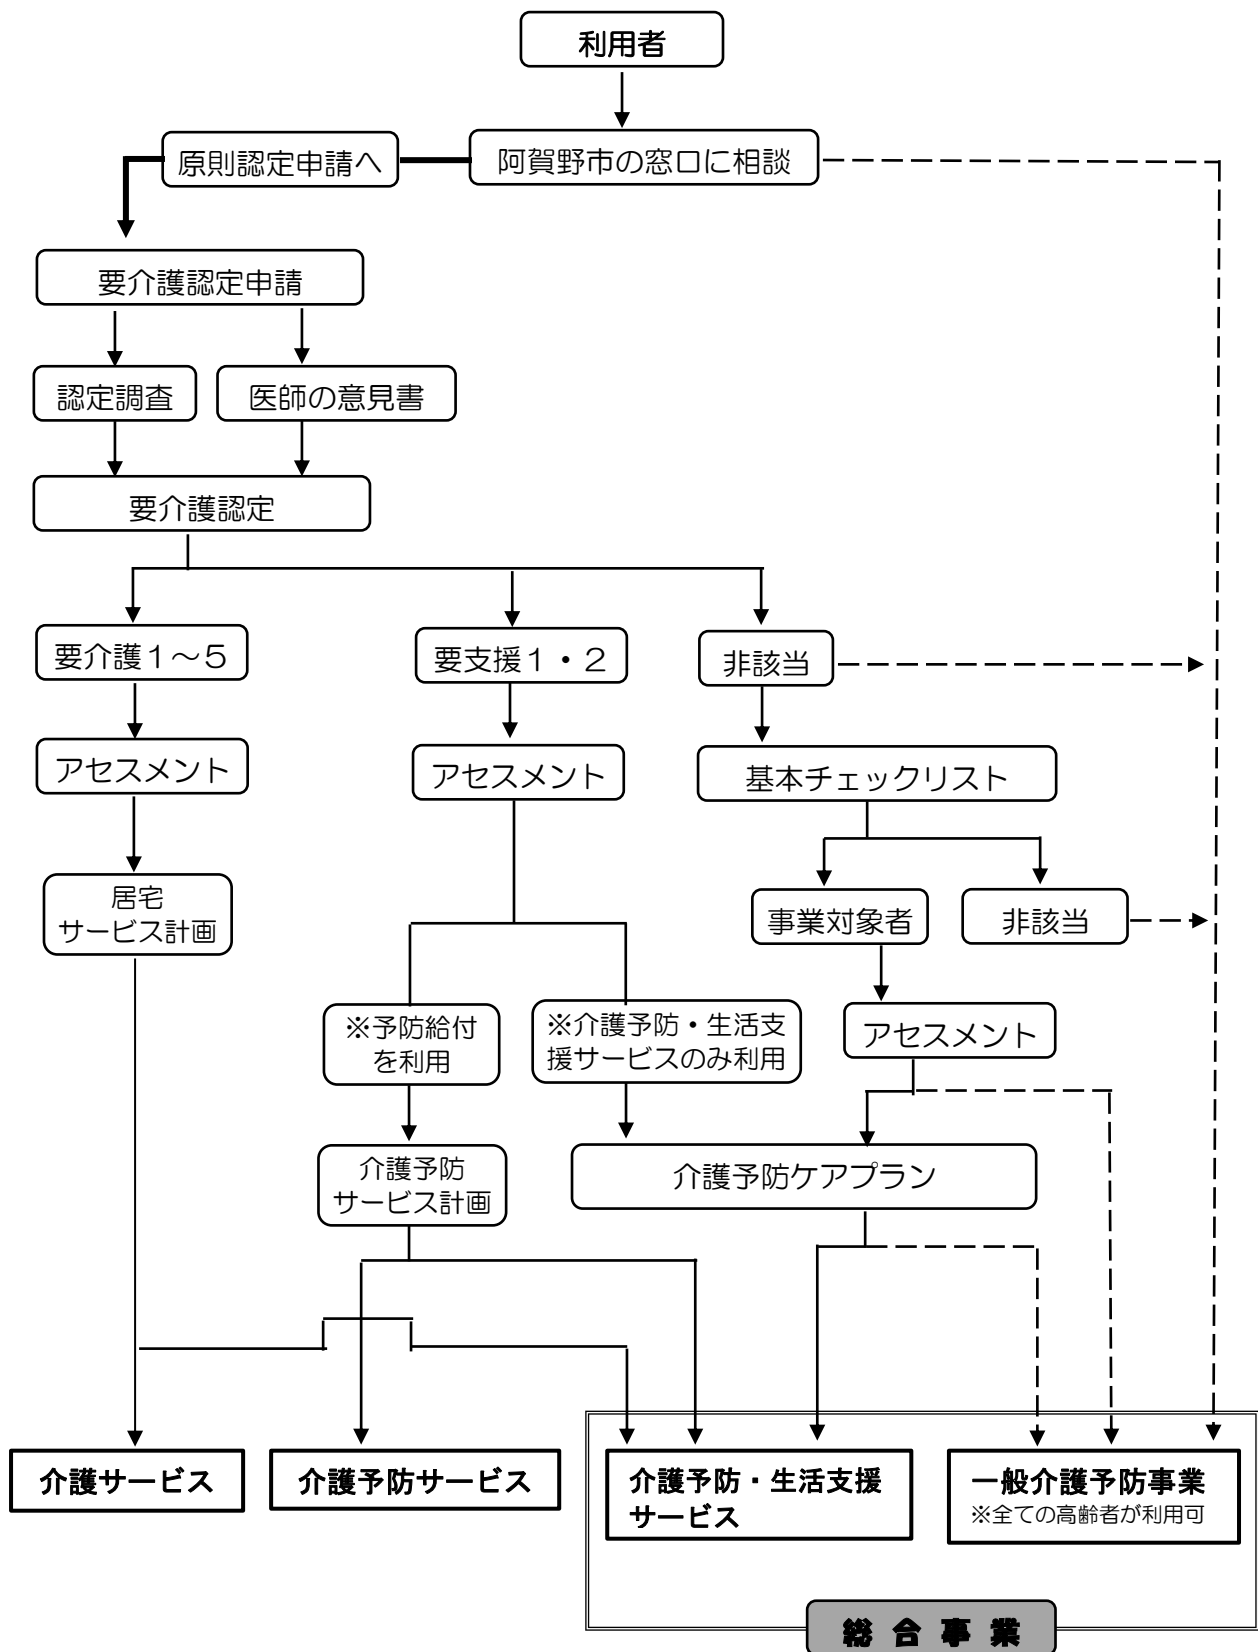 利用者
原則認定申請へ
阿賀野市の窓口に相談
要介護認定申請
認定調査
医師の意見書
要介護認定
要介護１～５
要支援１・２
非該当
アセスメント
アセスメント
基本チェックリスト
居宅
サービス計画
事業対象者
非該当
※予防給付
を利用
※介護予防・生活支
援サービスのみ利用
アセスメント
介護予防
サービス計画
介護予防ケアプラン
介護サービス
介護予防サービス
介護予防・生活支援
サービス
一般介護予防事業
※全ての高齢者が利用可
総合事業